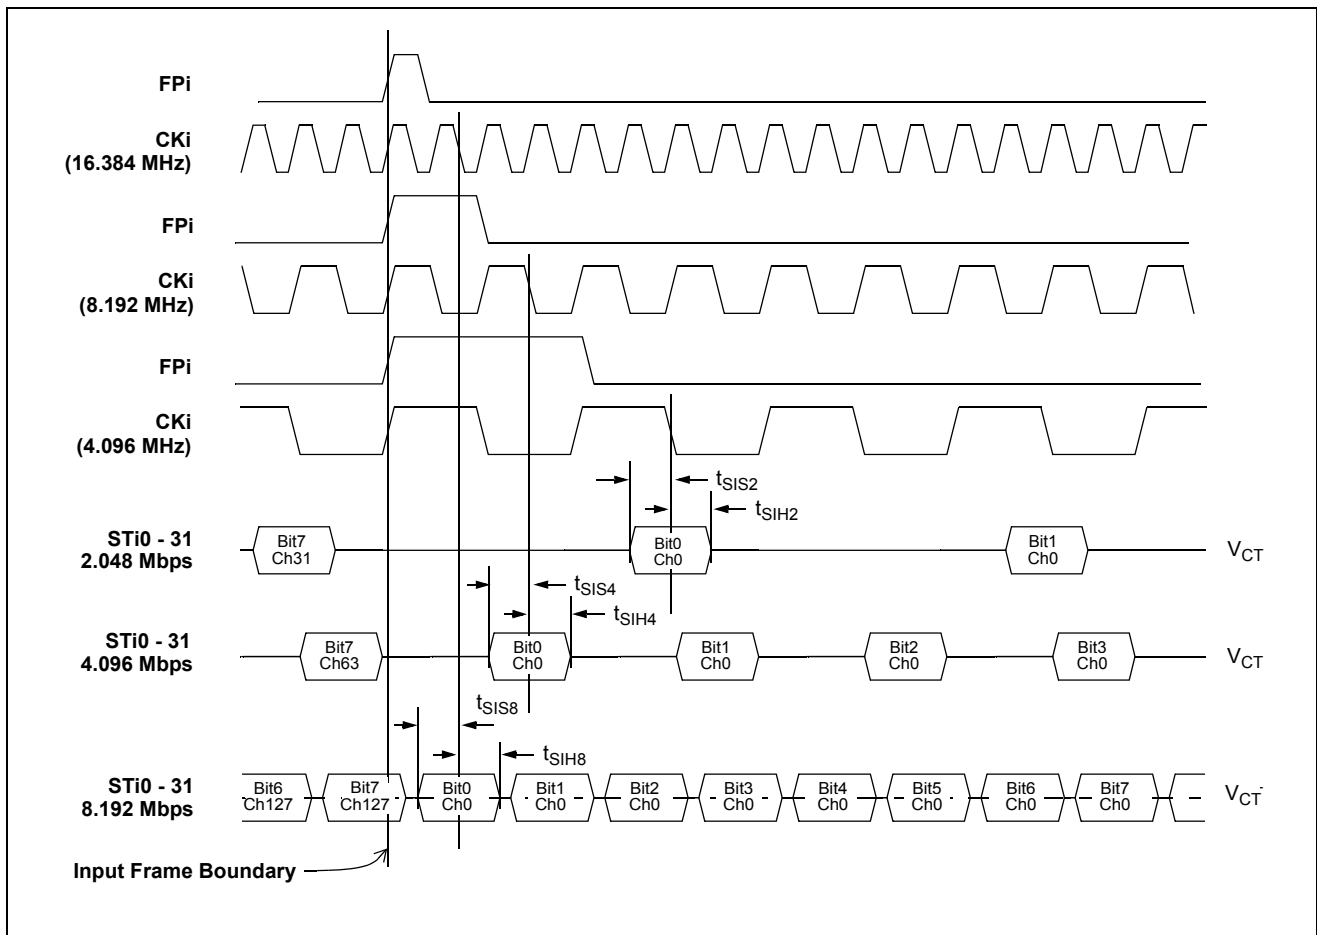 FPi
CKi
(16.384 MHz)
FPi
CKi
(8.192 MHz)
FPi
CKi
(4.096 MHz)
tSIS2
tSIH2
STi0 - 31
2.048 Mbps
Bit7
Ch31
Bit0
Ch0
Bit1
Ch0
VCT
tSIS4
tSIH4
STi0 - 31
4.096 Mbps
Bit7
Ch63
Bit0
Ch0
Bit1
Ch0
Bit2
Ch0
Bit3
Ch0
VCT
tSIS8
tSIH8
STi0 - 31
8.192 Mbps
Bit6
Ch127
Bit7
Ch127
Bit0
Ch0
Bit1
Ch0
Bit2
Ch0
Bit3
Ch0
Bit4
Ch0
Bit5
Ch0
Bit6
Ch0
Bit7
Ch0
VCT
Input Frame Boundary